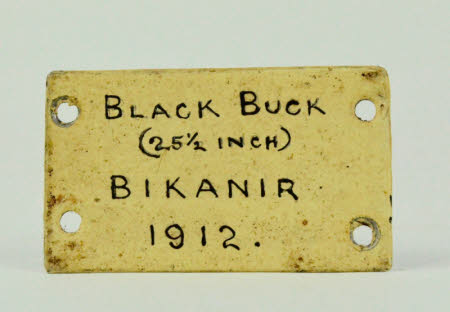 BLACK BUCK
(25½ INCH)
BIKANIR
1912.